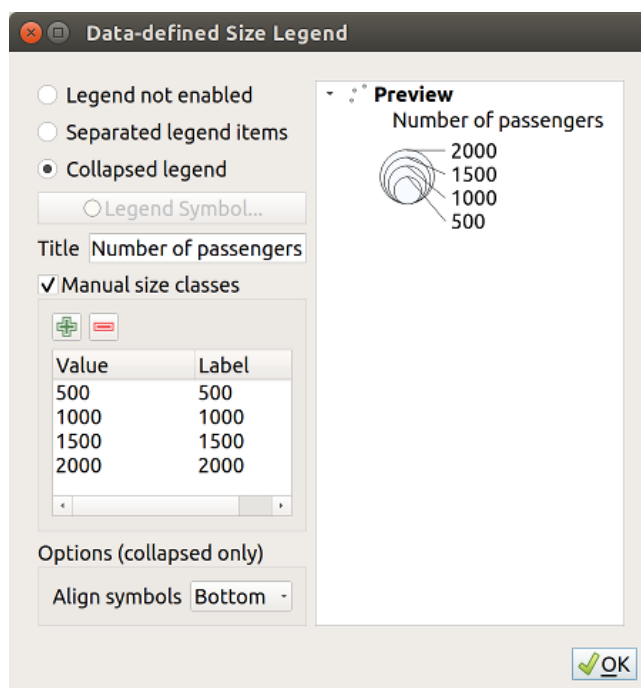 Data-defined Size Legend
Legend not enabled
Separated legend items
Collapsed legend
Legend Symbol...
Title Number of passengers
Manual size classes
Value Label
500 500
1000 1000
1500 1500
2000 2000
Options (collapsed only)
Align symbols Bottom
Preview
Number of passengers
2000
1500
1000
500
OK